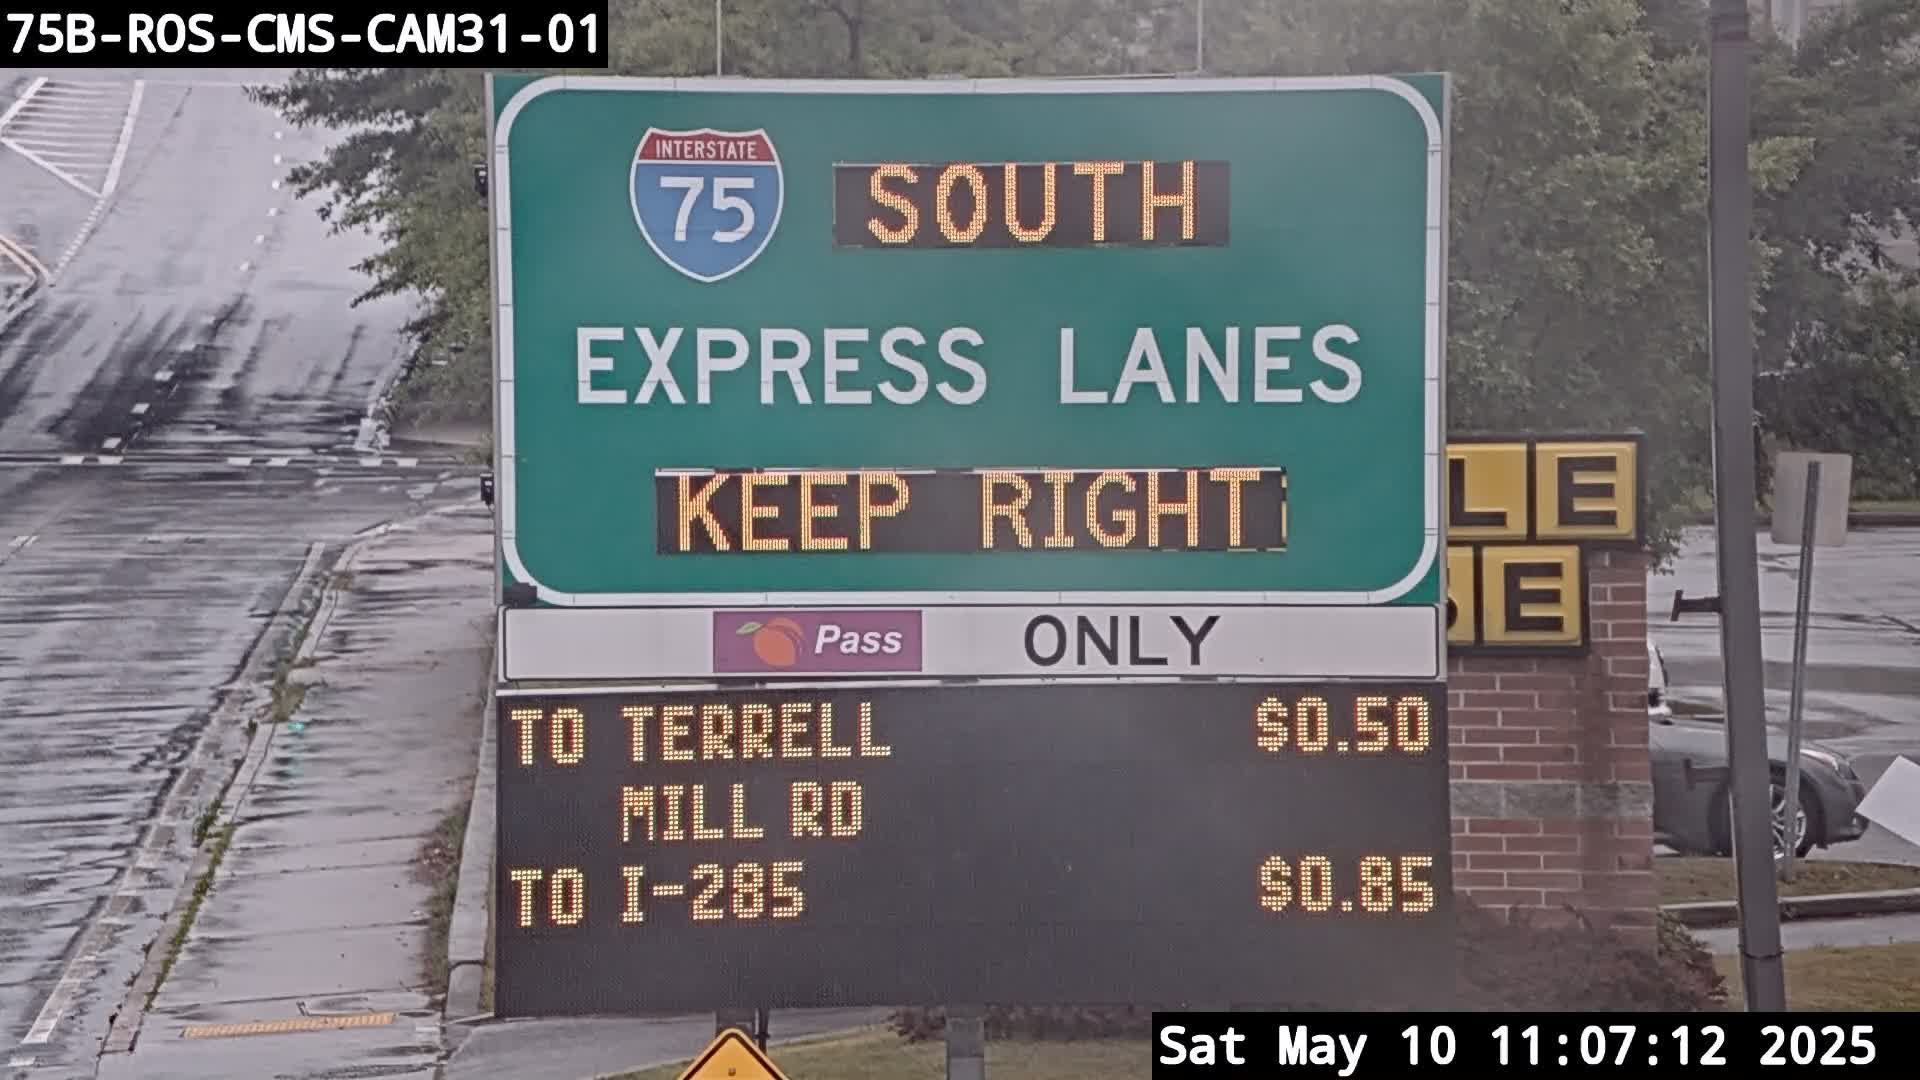 75B-ROS-CMS-CAM31-01
INTERSTATE
75
SOUTH
EXPRESS LANES
KEEP RIGHT
Pass ONLY
TO TERRELL $0.50
MILL RD
TO I-285 $0.85
LE
E
Sat May 10 11:07:12 2025